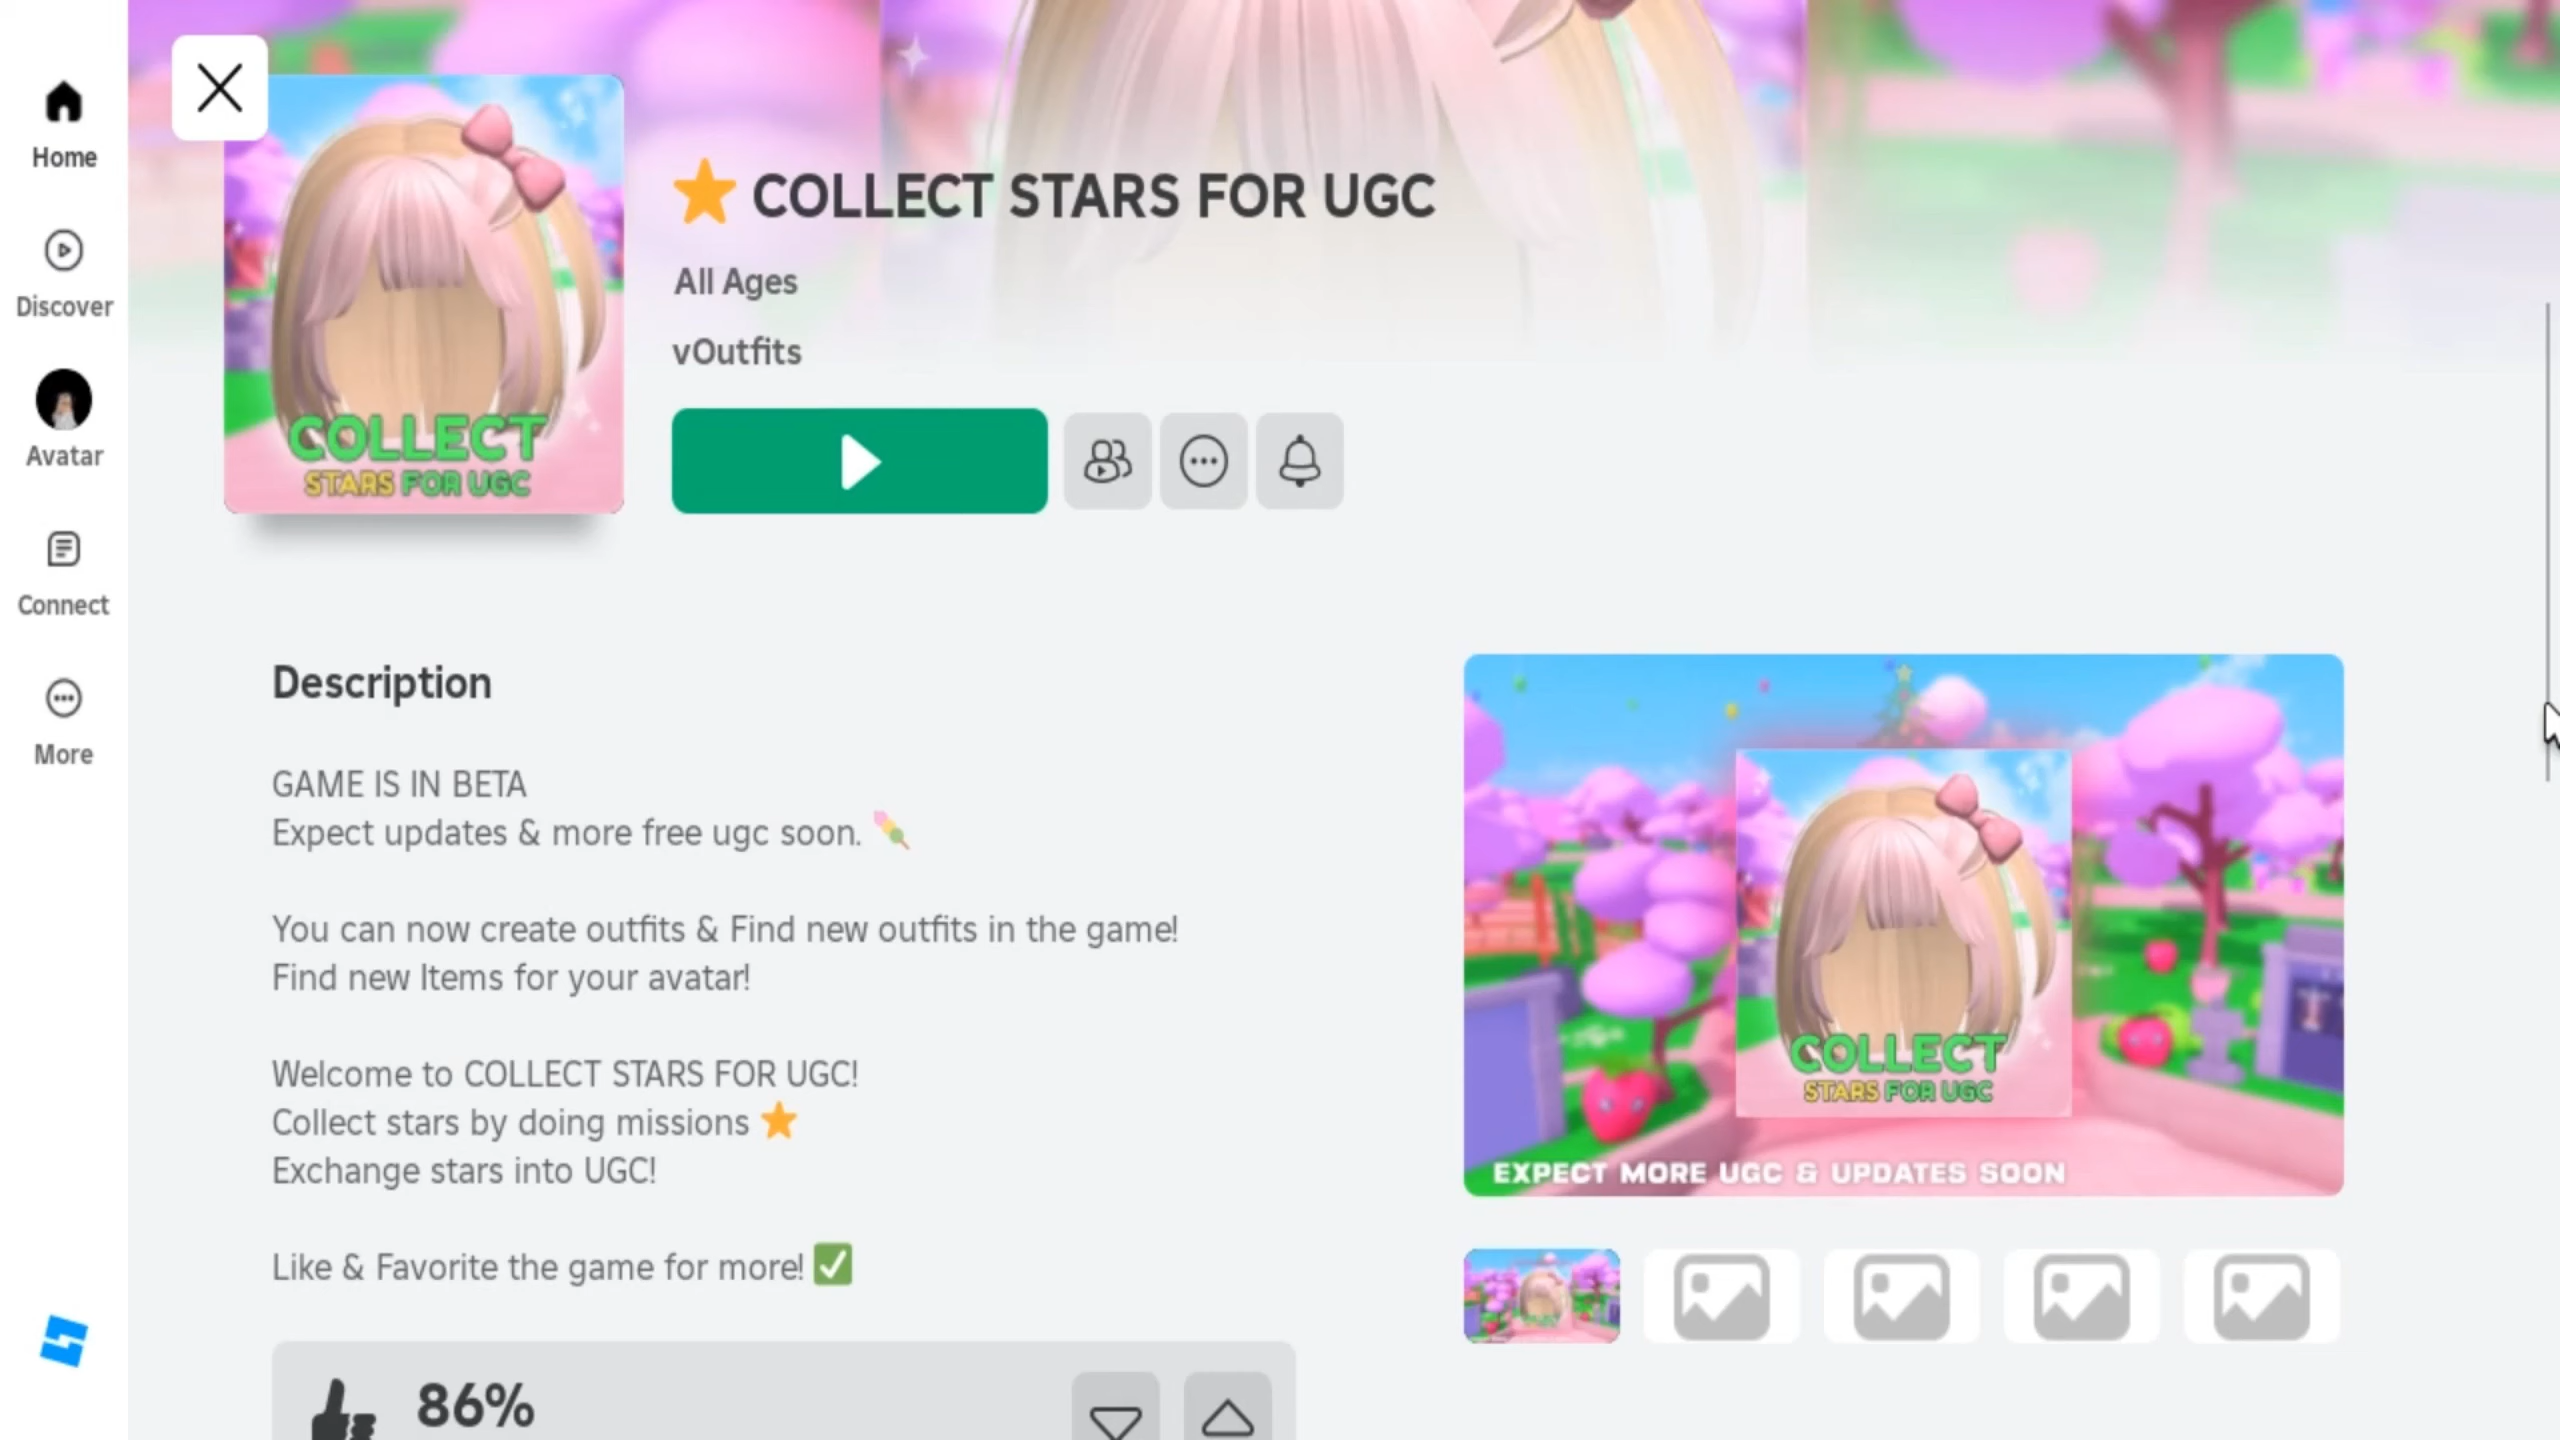 Home
Discover
Avatar
Connect
More
COLLECT
STARS FOR UGC
⭐ COLLECT STARS FOR UGC
All Ages
vOutfits
Description
GAME IS IN BETA
Expect updates & more free ugc soon. 🍡
You can now create outfits & Find new outfits in the game!
Find new Items for your avatar!
Welcome to COLLECT STARS FOR UGC!
Collect stars by doing missions ⭐
Exchange stars into UGC!
Like & Favorite the game for more! ✅
86%
COLLECT
STARS FOR UGC
EXPECT MORE UGC & UPDATES SOON